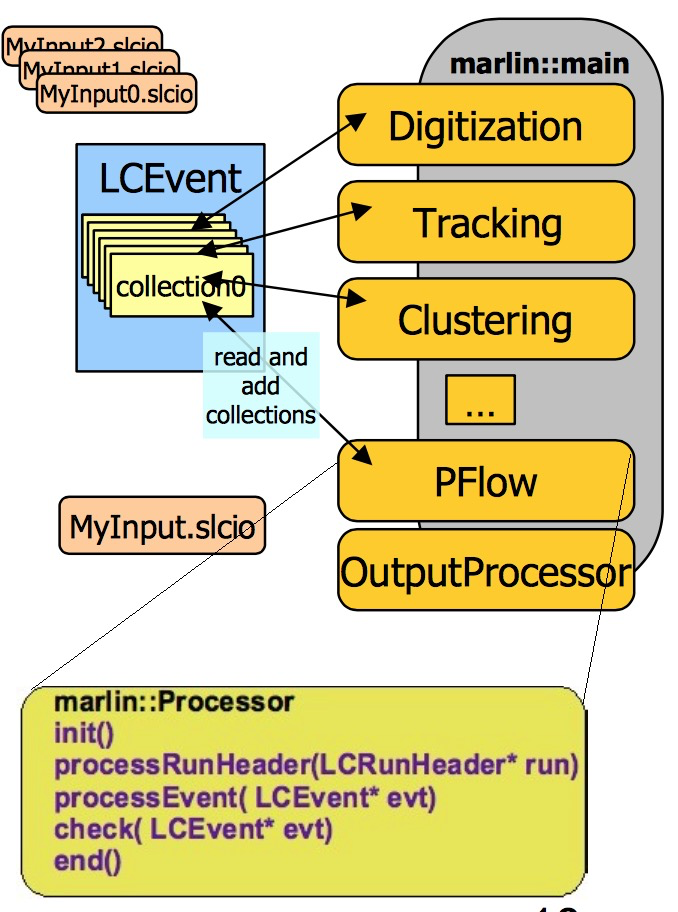 MyInput2.slcio
MyInput1.slcio
MyInput0.slcio
marlin::main
Digitization
LCEvent
Tracking
collection0
Clustering
read and
add
collections
...
PFlow
MyInput.slcio
OutputProcessor
marlin::Processor
init()
processRunHeader(LCRunHeader* run)
processEvent( LCEvent* evt)
check( LCEvent* evt)
end()